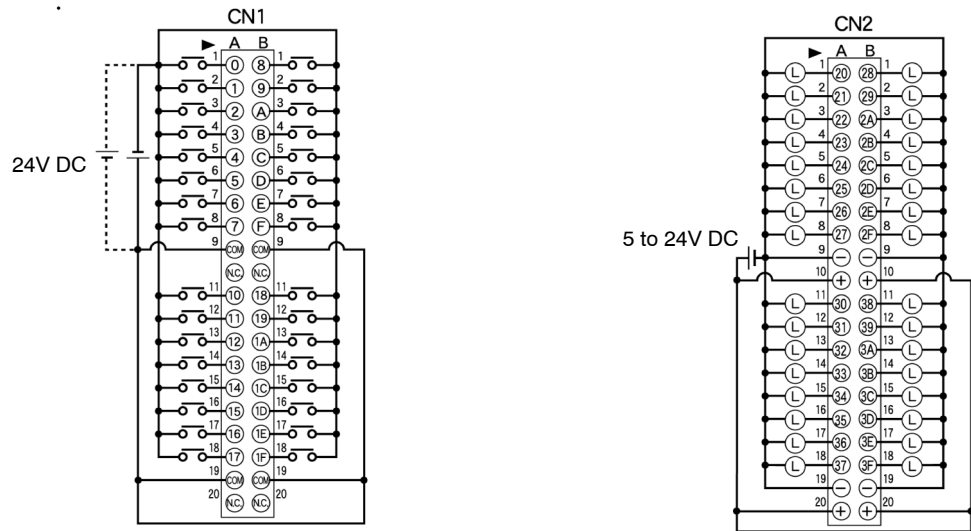 CN1
A B
1 0 8 1
2 1 9 2
3 2 A 3
4 3 B 4
5 4 C 5
6 5 D 6
7 6 E 7
8 7 F 8
9 COM COM 9
N.C. N.C.
11 10 18 11
12 11 19 12
13 12 1A 13
14 13 1B 14
15 14 1C 15
16 15 1D 16
17 16 1E 17
18 17 1F 18
19 COM COM 19
20 N.C. N.C. 20
24V DC
CN2
A B
L 1 20 28 1 L
L 2 21 29 2 L
L 3 22 2A 3 L
L 4 23 2B 4 L
L 5 24 2C 5 L
L 6 25 2D 6 L
L 7 26 2E 7 L
L 8 27 2F 8 L
9 − − 9
10 + + 10
L 11 30 38 11 L
L 12 31 39 12 L
L 13 32 3A 13 L
L 14 33 3B 14 L
L 15 34 3C 15 L
L 16 35 3D 16 L
L 17 36 3E 17 L
L 18 37 3F 18 L
19 − − 19
20 + + 20
5 to 24V DC